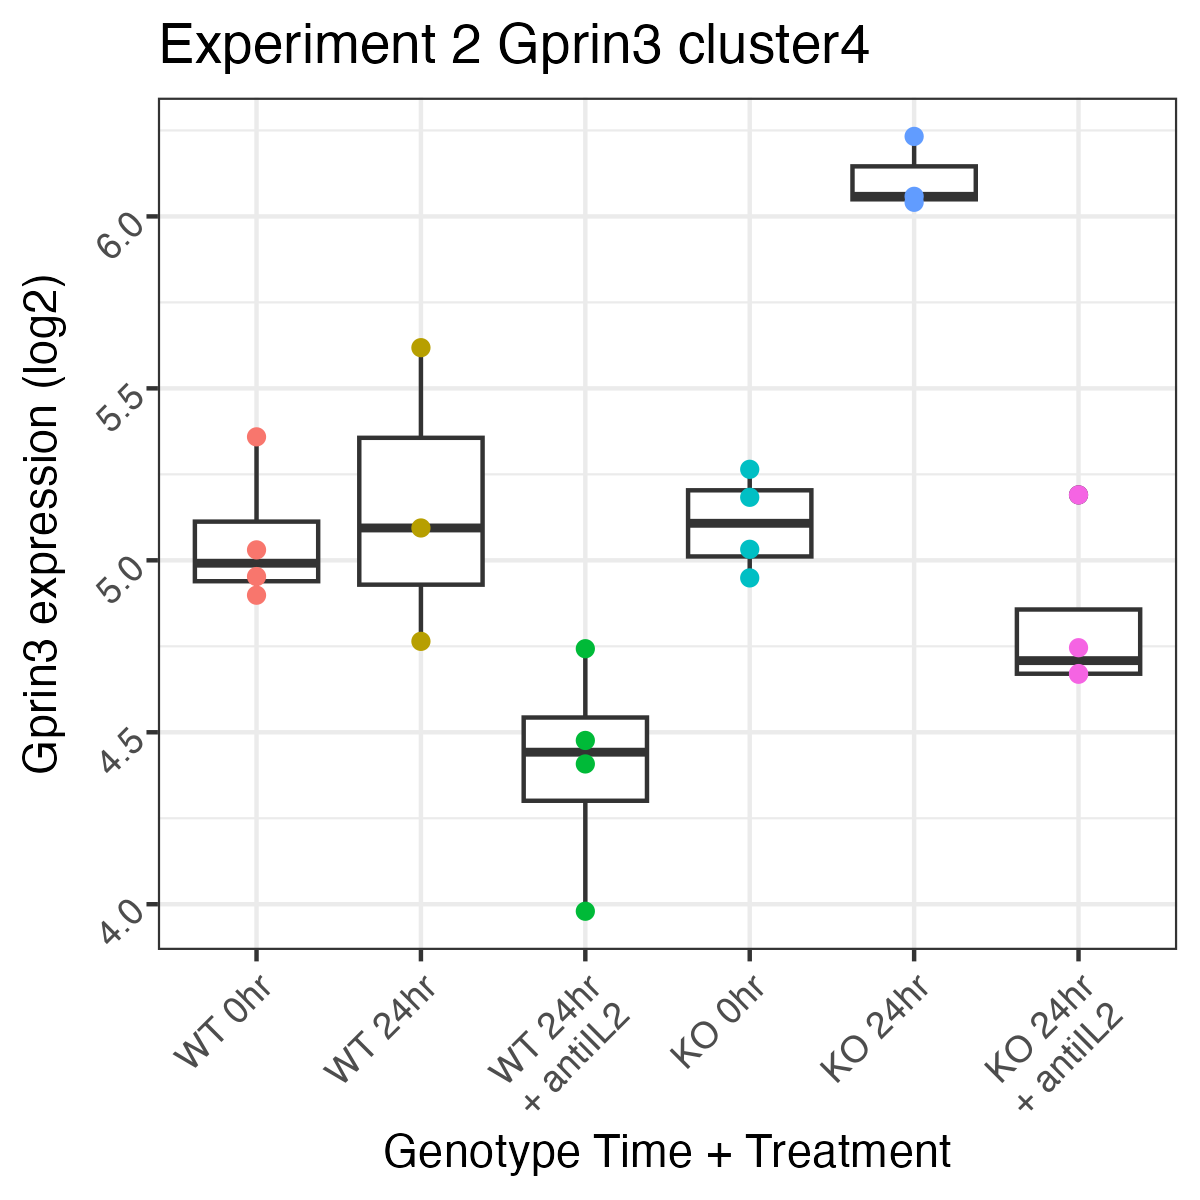 Experiment 2 Gprin3 cluster4
Gprin3 expression (log2)
6.0
5.5
5.0
4.5
4.0
WT 0hr
WT 24hr
WT 24hr
+ antiIL2
KO 0hr
KO 24hr
KO 24hr
+ antiIL2
Genotype Time + Treatment